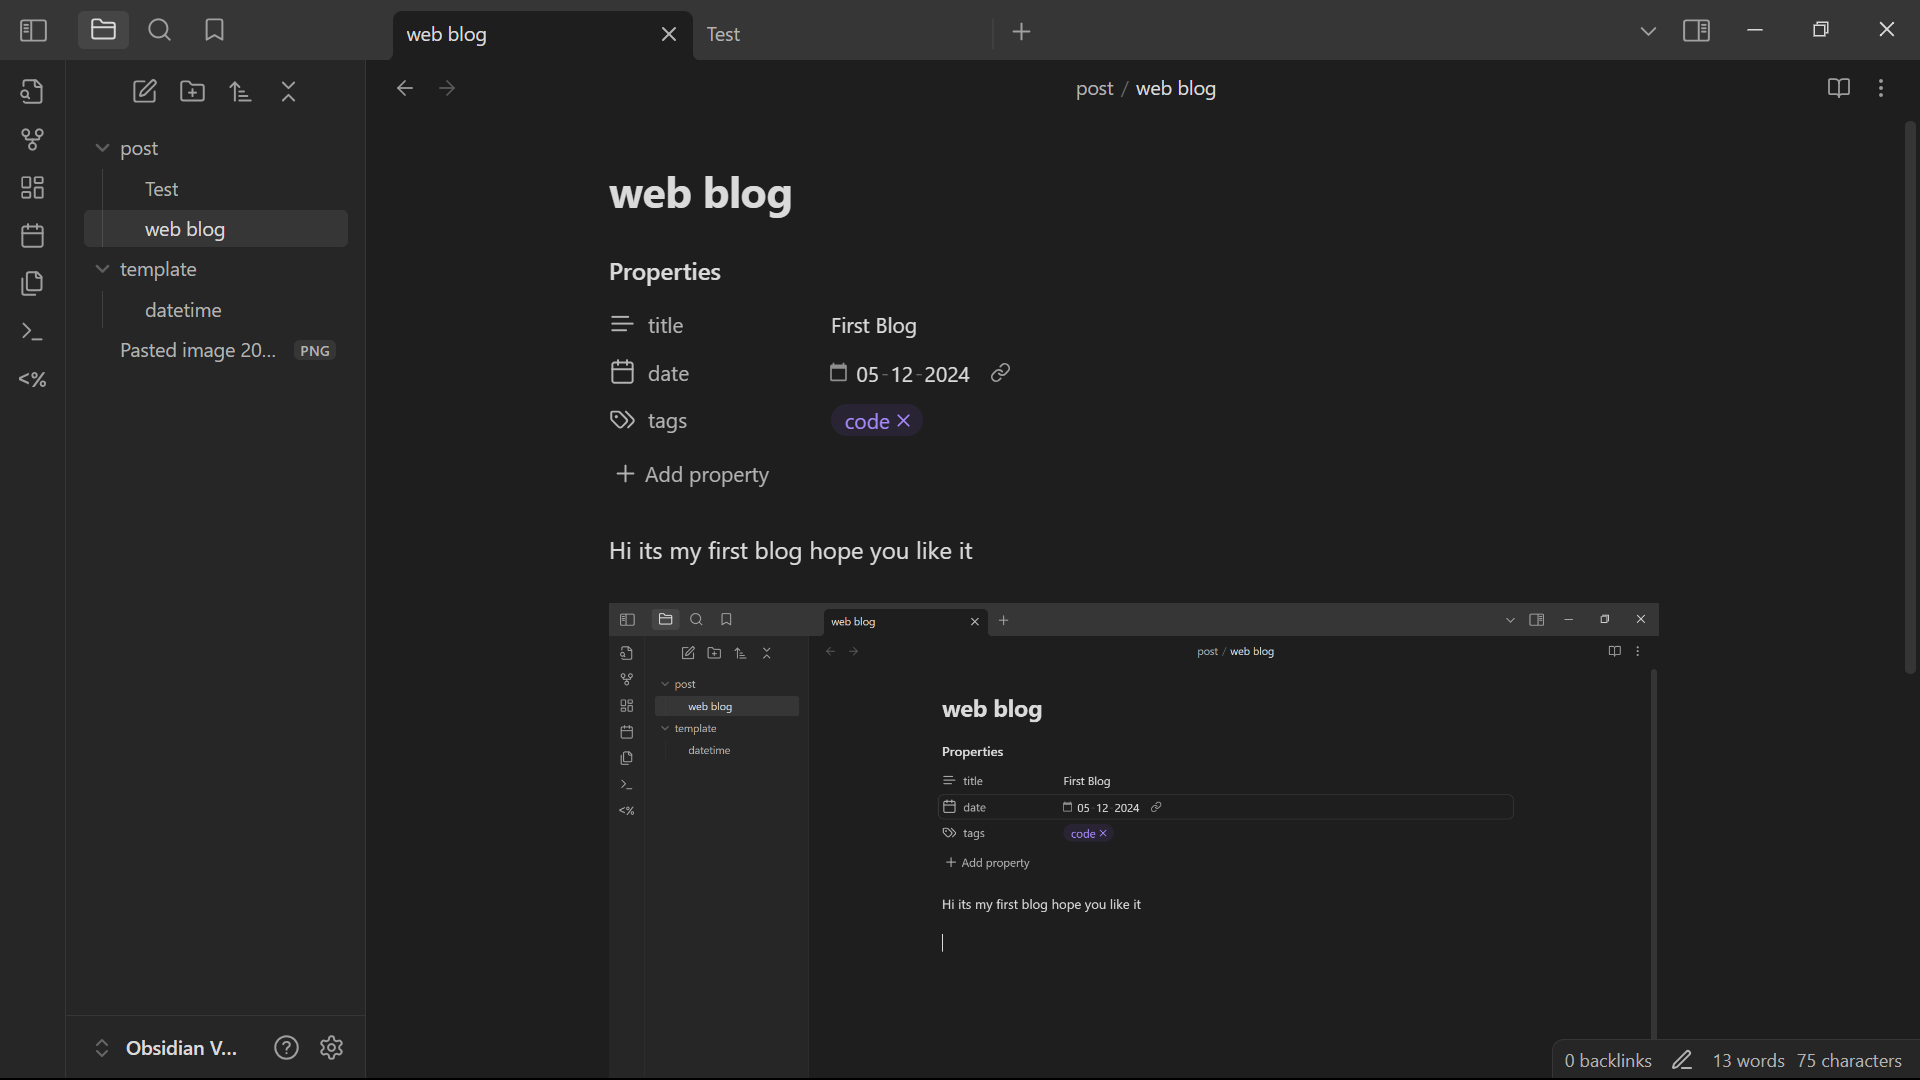 web blog
Test
post / web blog
post
Test
web blog
template
datetime
Pasted image 20... PNG
web blog
Properties
title First Blog
date 05-12-2024
tags code
Add property
Hi its my first blog hope you like it
web blog
post / web blog
post
web blog
template
datetime
web blog
Properties
title First Blog
date 05-12-2024
tags code
Add property
Hi its my first blog hope you like it
Obsidian V...
0 backlinks 13 words 75 characters